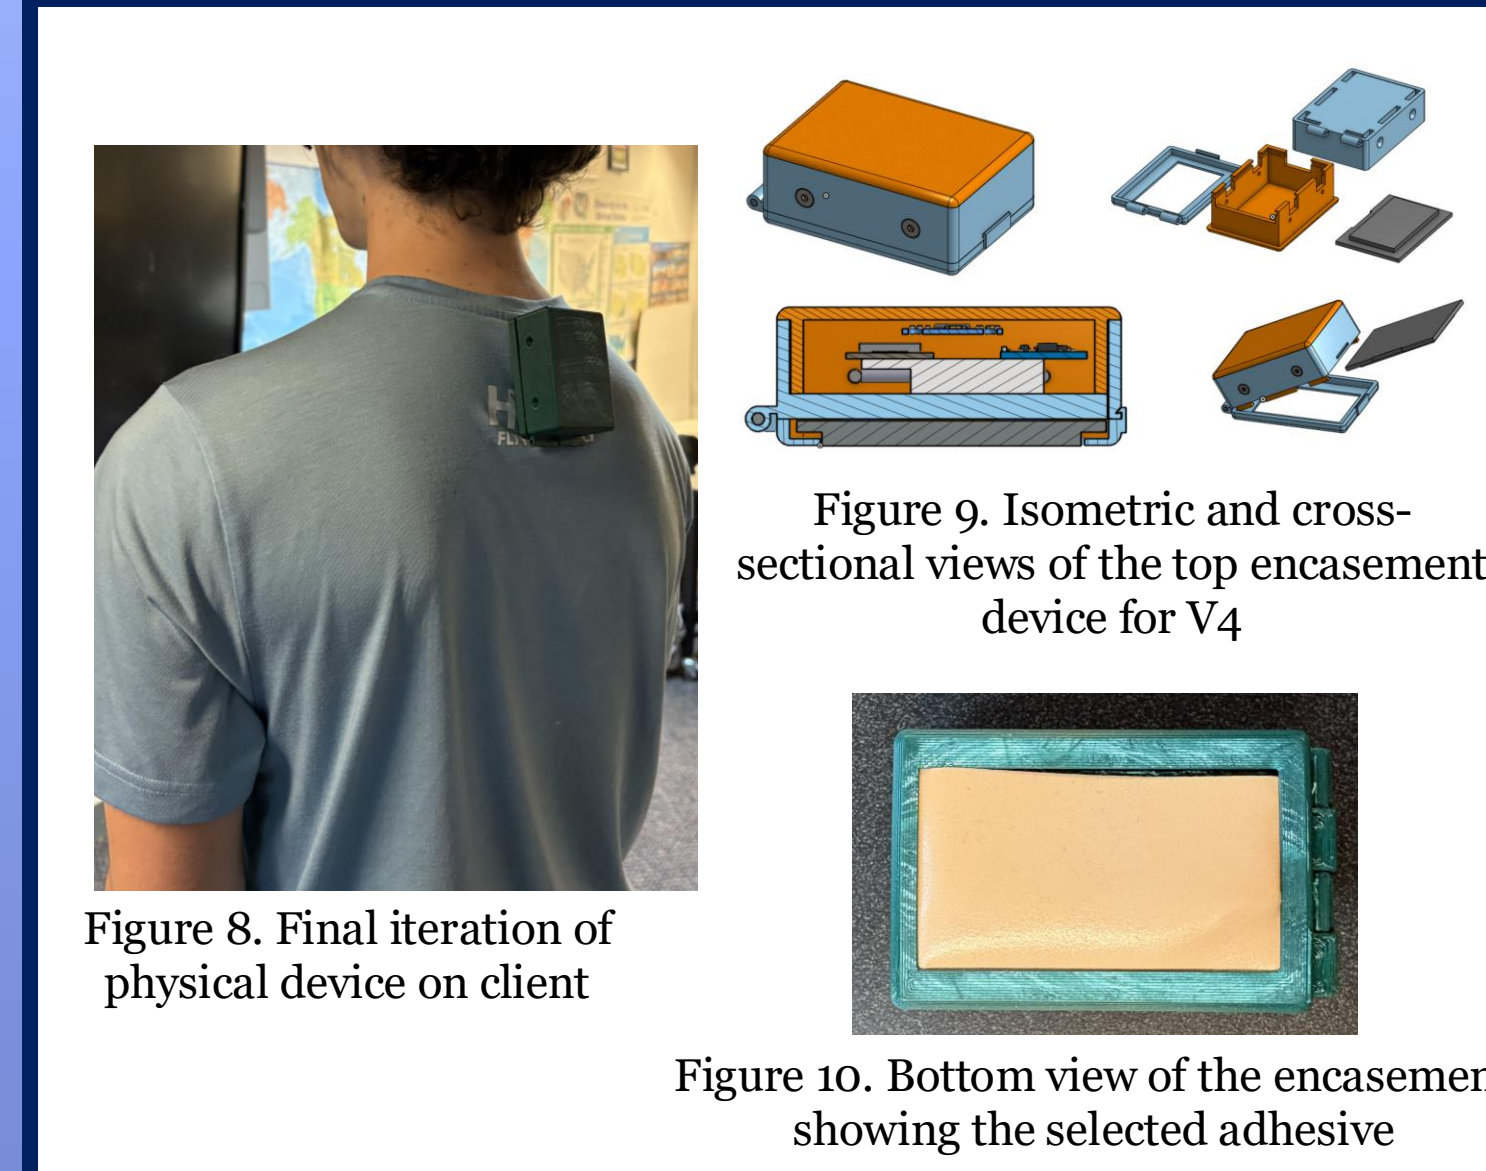 Figure 8. Final iteration of
physical device on client
Figure 9. Isometric and cross-
sectional views of the top encasement
device for V4
Figure 10. Bottom view of the encasemen
showing the selected adhesive